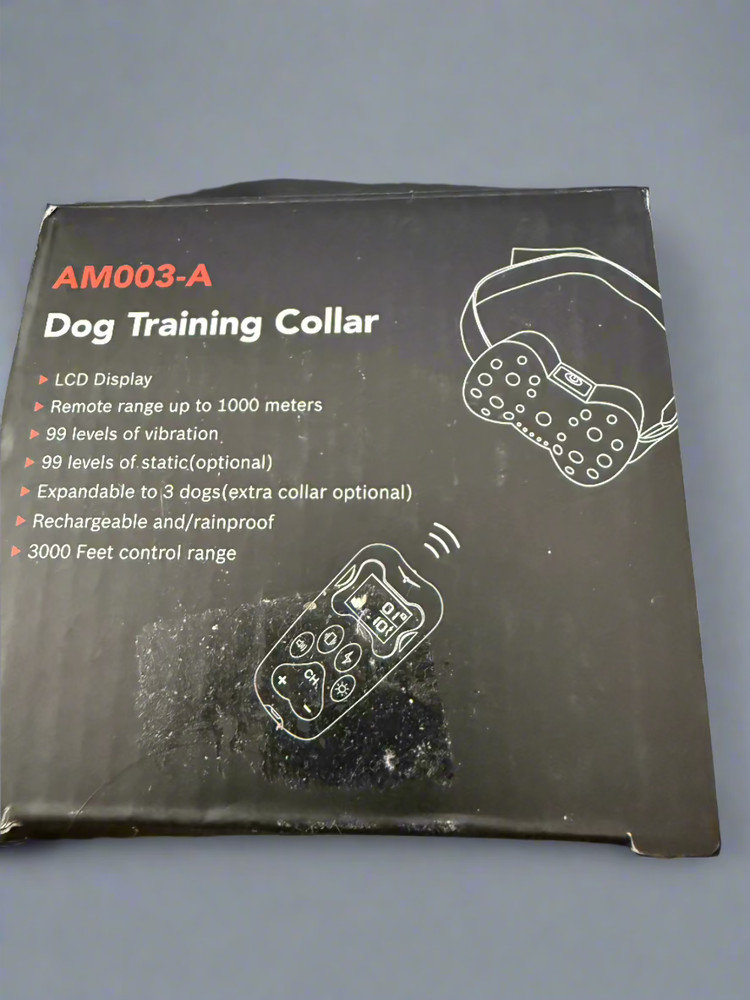 AM003-A
Dog Training Collar
LCD Display
Remote range up to 1000 meters
99 levels of vibration
99 levels of static(optional)
Expandable to 3 dogs(extra collar optional)
Rechargeable and/rainproof
3000 Feet control range
CH
+
-